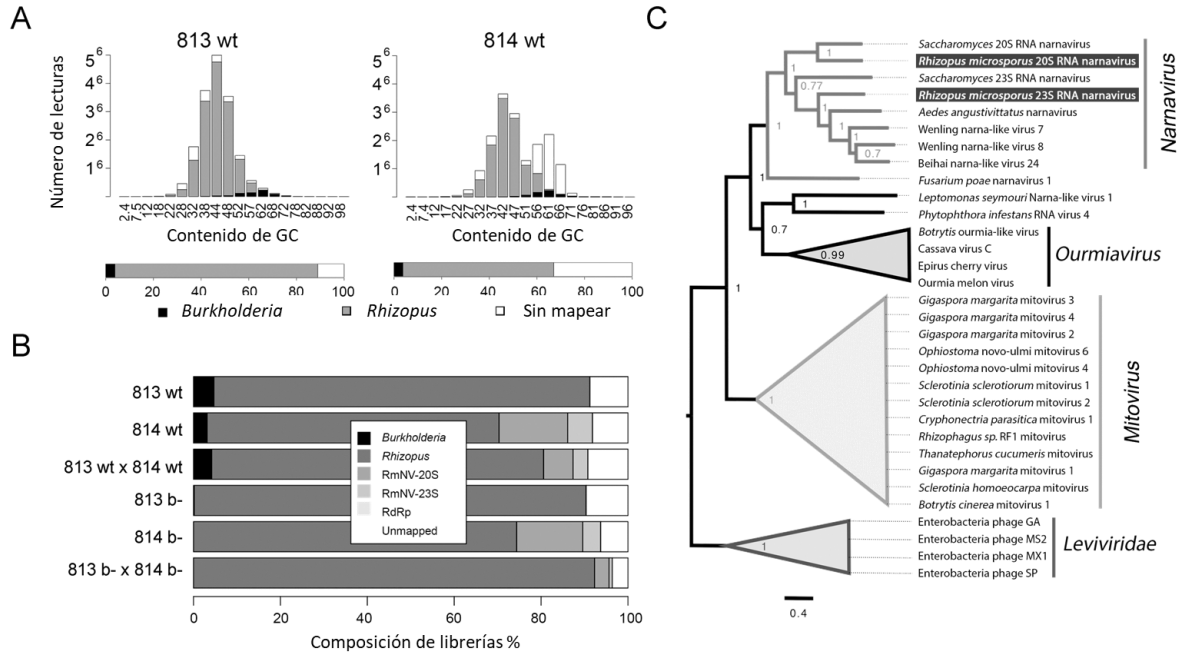 A
813 wt
814 wt
Número de lecturas
5⁶
4⁶
3⁶
2⁶
1⁶
5⁶
4⁶
3⁶
2⁶
1⁶
2.4 7.5 12 18 22 28 32 38 44 48 52 57 62 68 72 78 82 88 92 98
2.4 7.4 12 17 22 27 32 37 42 47 51 56 61 66 71 76 81 86 91 96
Contenido de GC
Contenido de GC
0 20 40 60 80 100
0 20 40 60 80 100
Burkholderia Rhizopus Sin mapear
B
813 wt
814 wt
813 wt x 814 wt
813 b-
814 b-
813 b- x 814 b-
Burkholderia
Rhizopus
RmNV-20S
RmNV-23S
RdRp
Unmapped
0 20 40 60 80 100
Composición de librerías %
C
Saccharomyces 20S RNA narnavirus
Rhizopus microsporus 20S RNA narnavirus
Saccharomyces 23S RNA narnavirus
Rhizopus microsporus 23S RNA narnavirus
Aedes angustivittatus narnavirus
Wenling narna-like virus 7
Wenling narna-like virus 8
Beihai narna-like virus 24
Fusarium poae narnavirus 1
Leptomonas seymouri Narna-like virus 1
Phytophthora infestans RNA virus 4
Botrytis ourmia-like virus
Cassava virus C
Epirus cherry virus
Ourmia melon virus
Gigaspora margarita mitovirus 3
Gigaspora margarita mitovirus 4
Gigaspora margarita mitovirus 2
Ophiostoma novo-ulmi mitovirus 6
Ophiostoma novo-ulmi mitovirus 4
Sclerotinia sclerotiorum mitovirus 1
Sclerotinia sclerotiorum mitovirus 2
Cryphonectria parasitica mitovirus 1
Rhizophagus sp. RF1 mitovirus
Thanatephorus cucumeris mitovirus
Gigaspora margarita mitovirus 1
Sclerotinia homoeocarpa mitovirus
Botrytis cinerea mitovirus 1
Enterobacteria phage GA
Enterobacteria phage MS2
Enterobacteria phage MX1
Enterobacteria phage SP
Narnavirus
Ourmiavirus
Mitovirus
Leviviridae
1
1
0.77
1
1
1
0.7
1
1
0.7
0.99
1
1
1
0.4